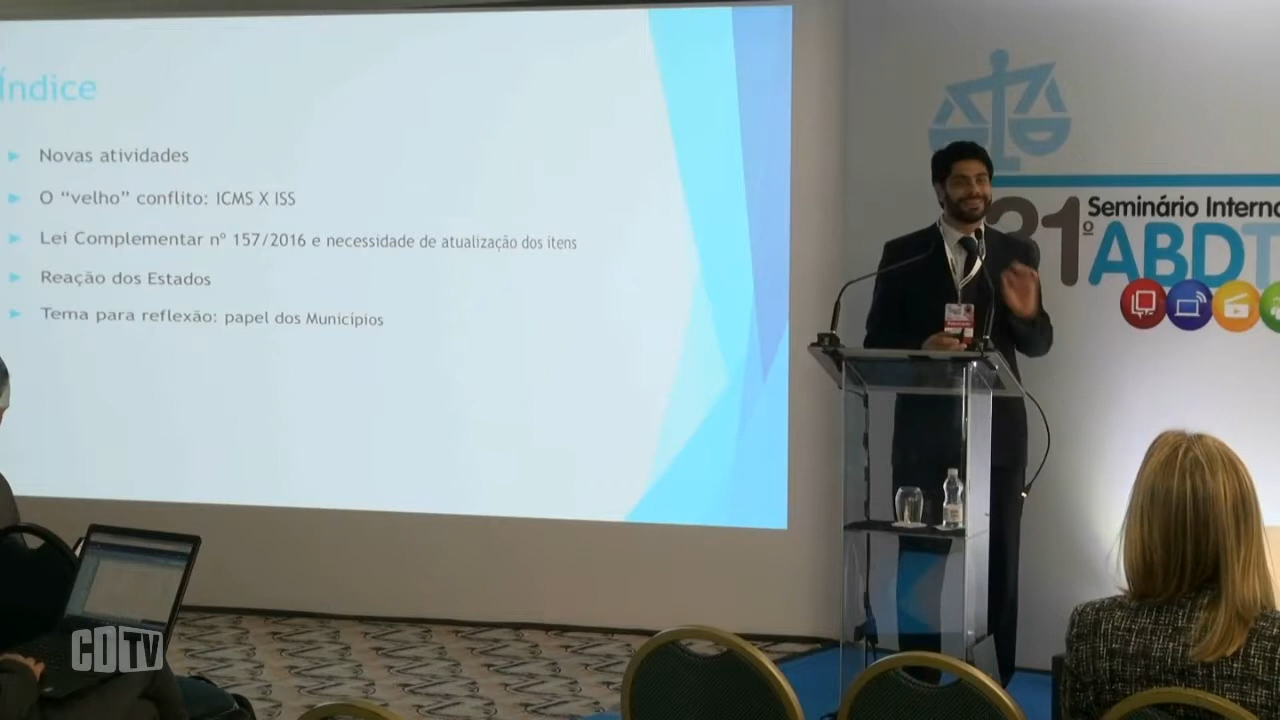 Índice
Novas atividades
O “velho” conflito: ICMS X ISS
Lei Complementar nº 157/2016 e necessidade de atualização dos itens
Reação dos Estados
Tema para reflexão: papel dos Municípios
31º
Seminário Interna
ABDT
CDTV